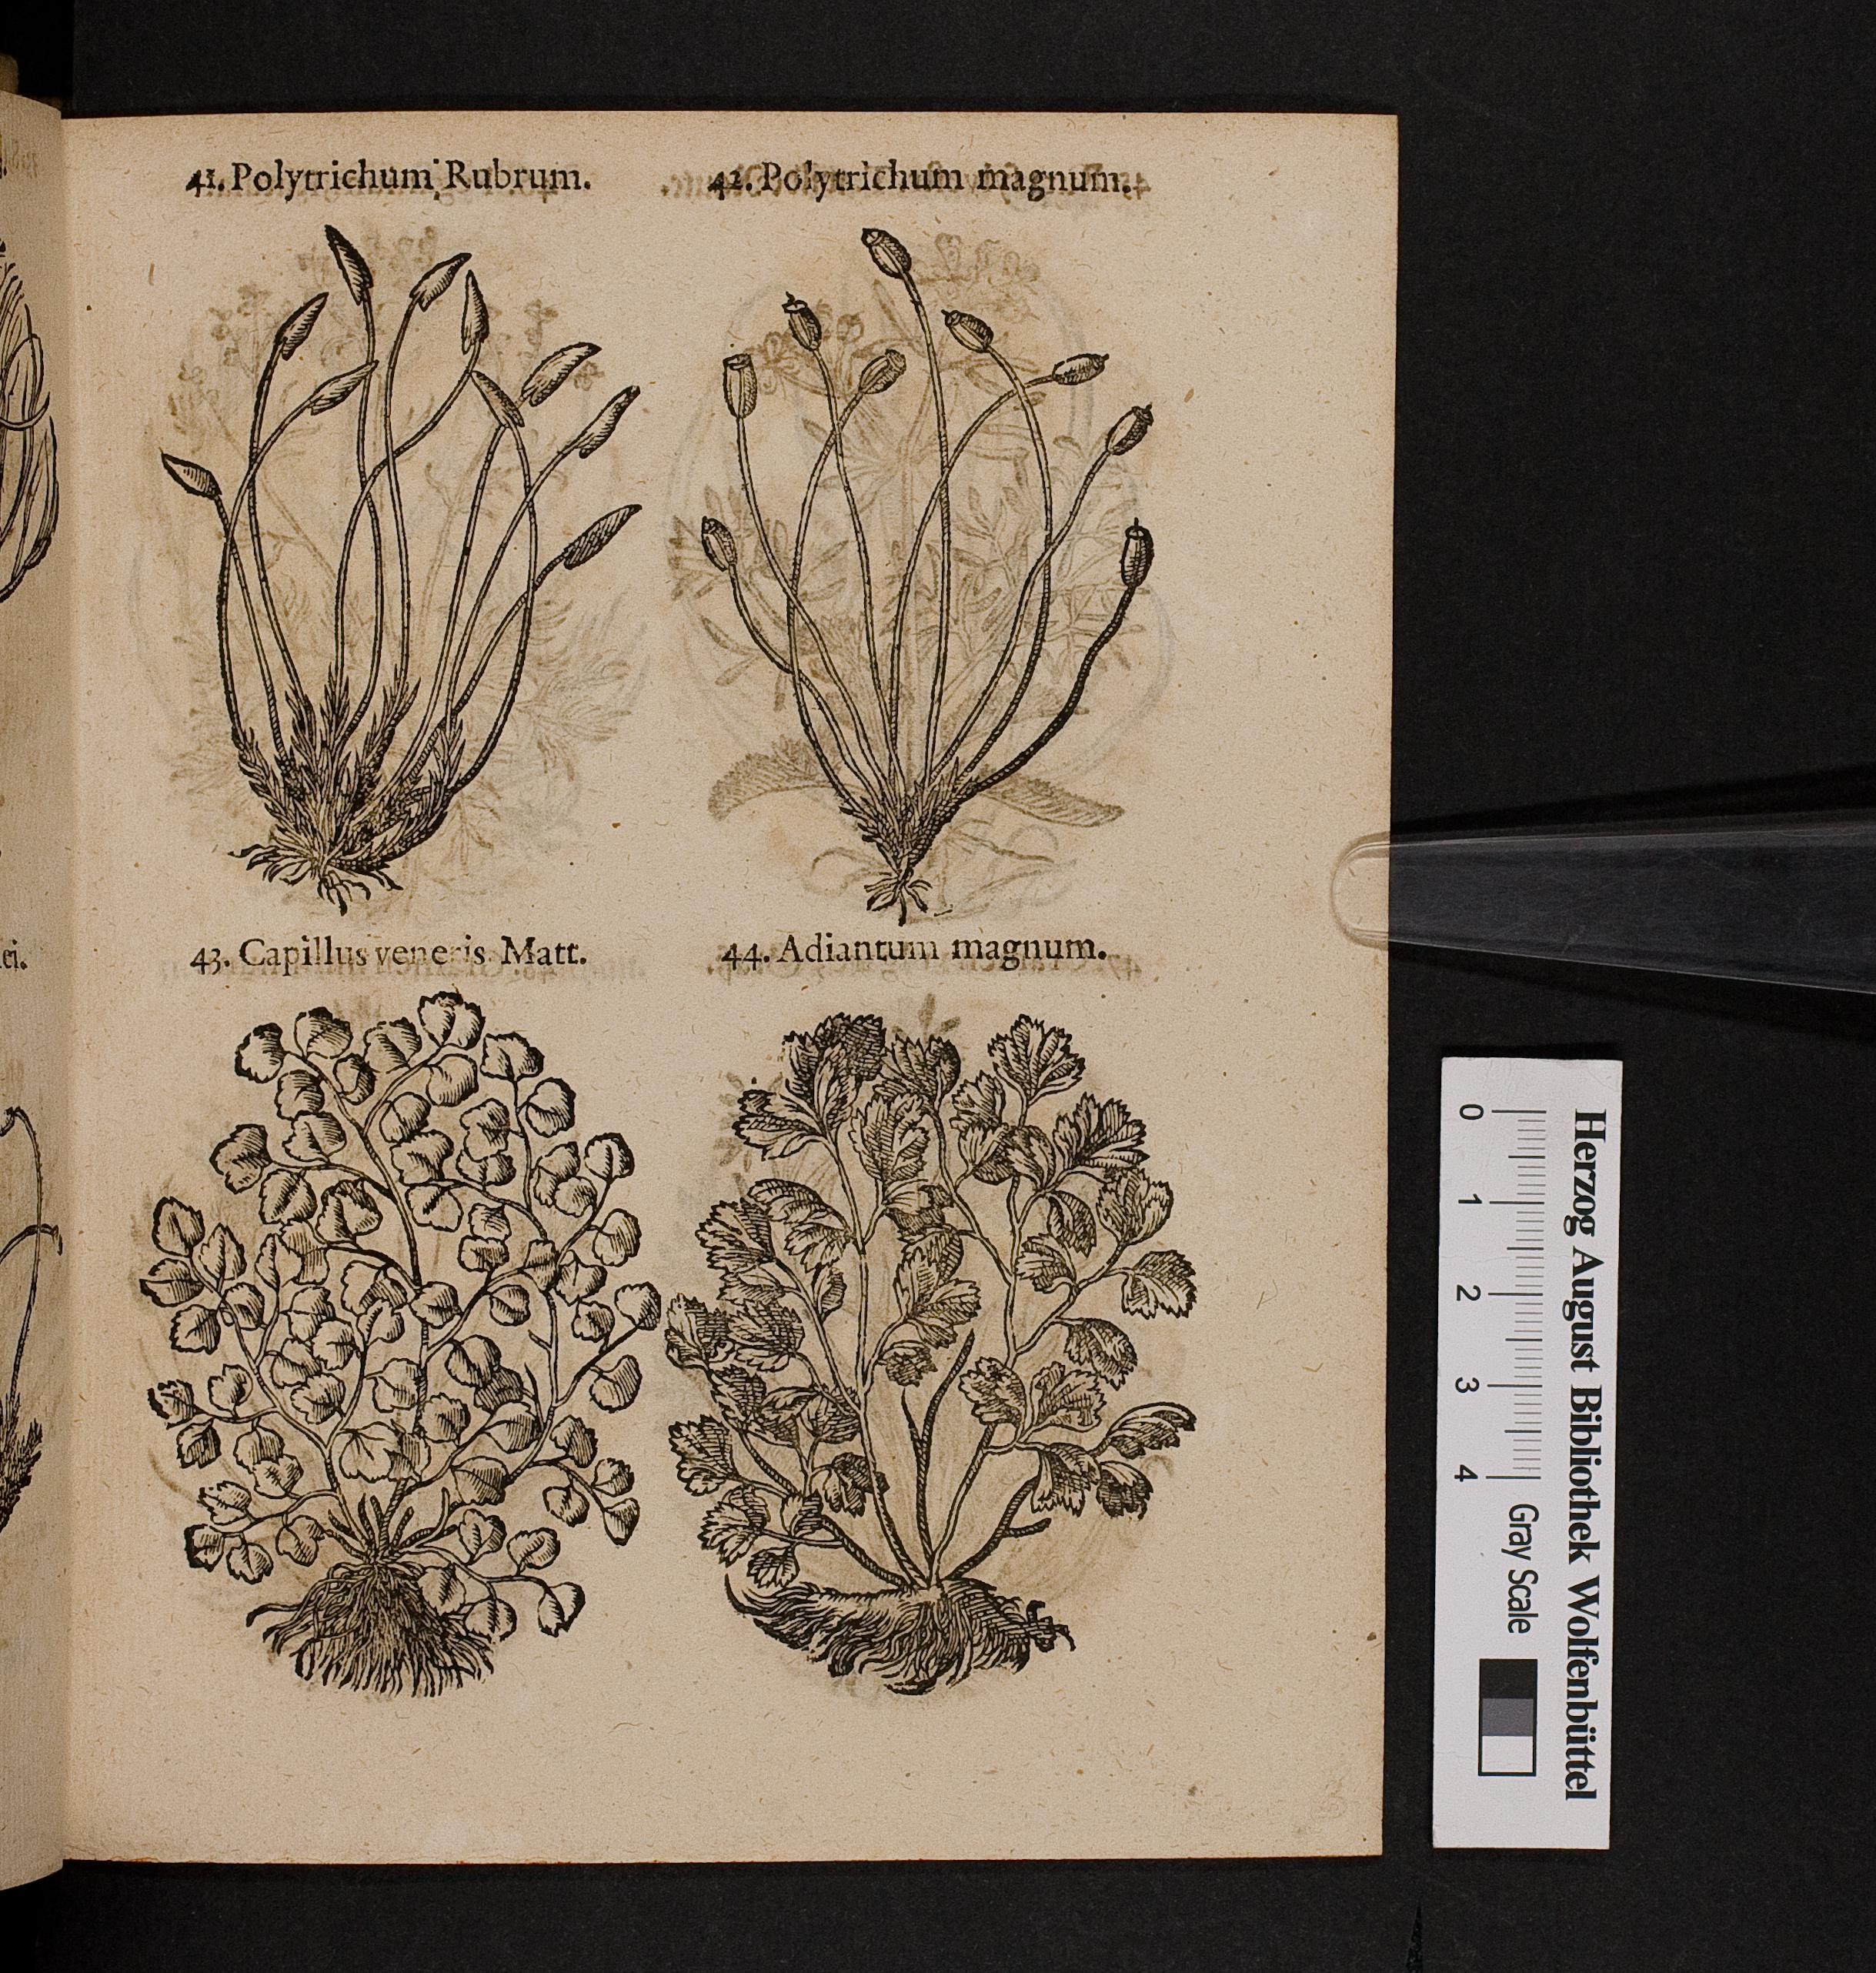 41. Polytrichum Rubrum.
42. Polytrichum magnum.
43. Capillus veneris Matt.
44. Adiantum magnum.
ei.
Herzog August Bibliothek Wolfenbüttel
0 1 2 3 4 Gray Scale